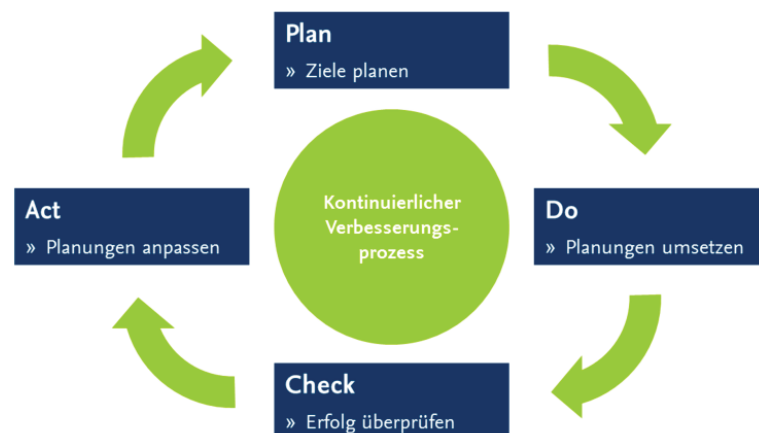 Plan
» Ziele planen
Kontinuierlicher
Verbesserungs-
prozess
Act
» Planungen anpassen
Do
» Planungen umsetzen
Check
» Erfolg überprüfen